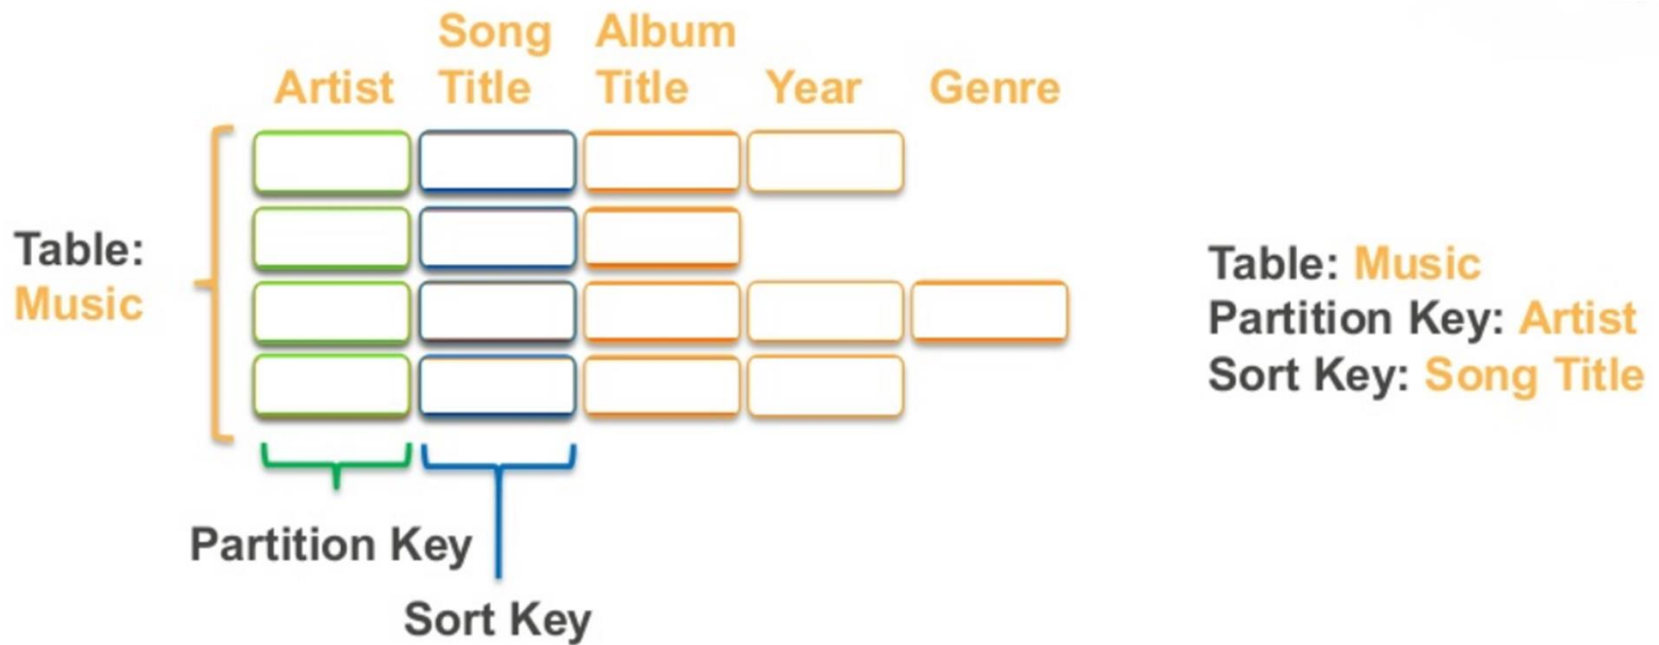 Song Album
Artist Title Title Year Genre
Table:
Music
Table: Music
Partition Key: Artist
Sort Key: Song Title
Partition Key
Sort Key